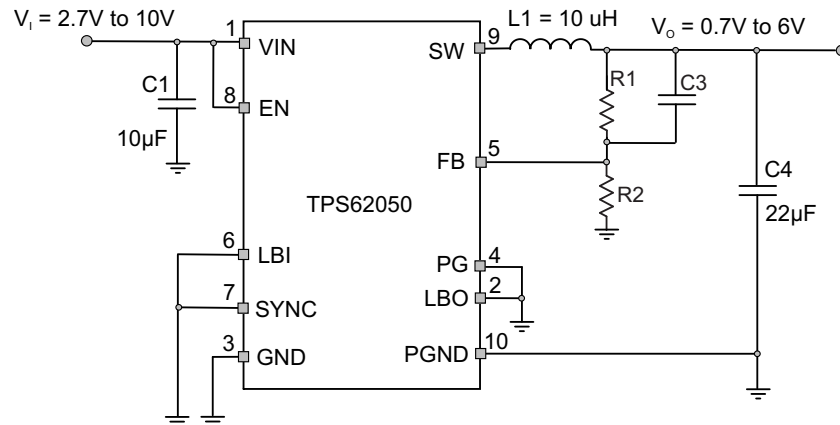 V_I = 2.7V to 10V
1
VIN
C1
10µF
8
EN
TPS62050
6
LBI
7
SYNC
3
GND
9
SW
L1 = 10 uH
V_O = 0.7V to 6V
R1
C3
5
FB
R2
C4
22µF
4
PG
2
LBO
10
PGND